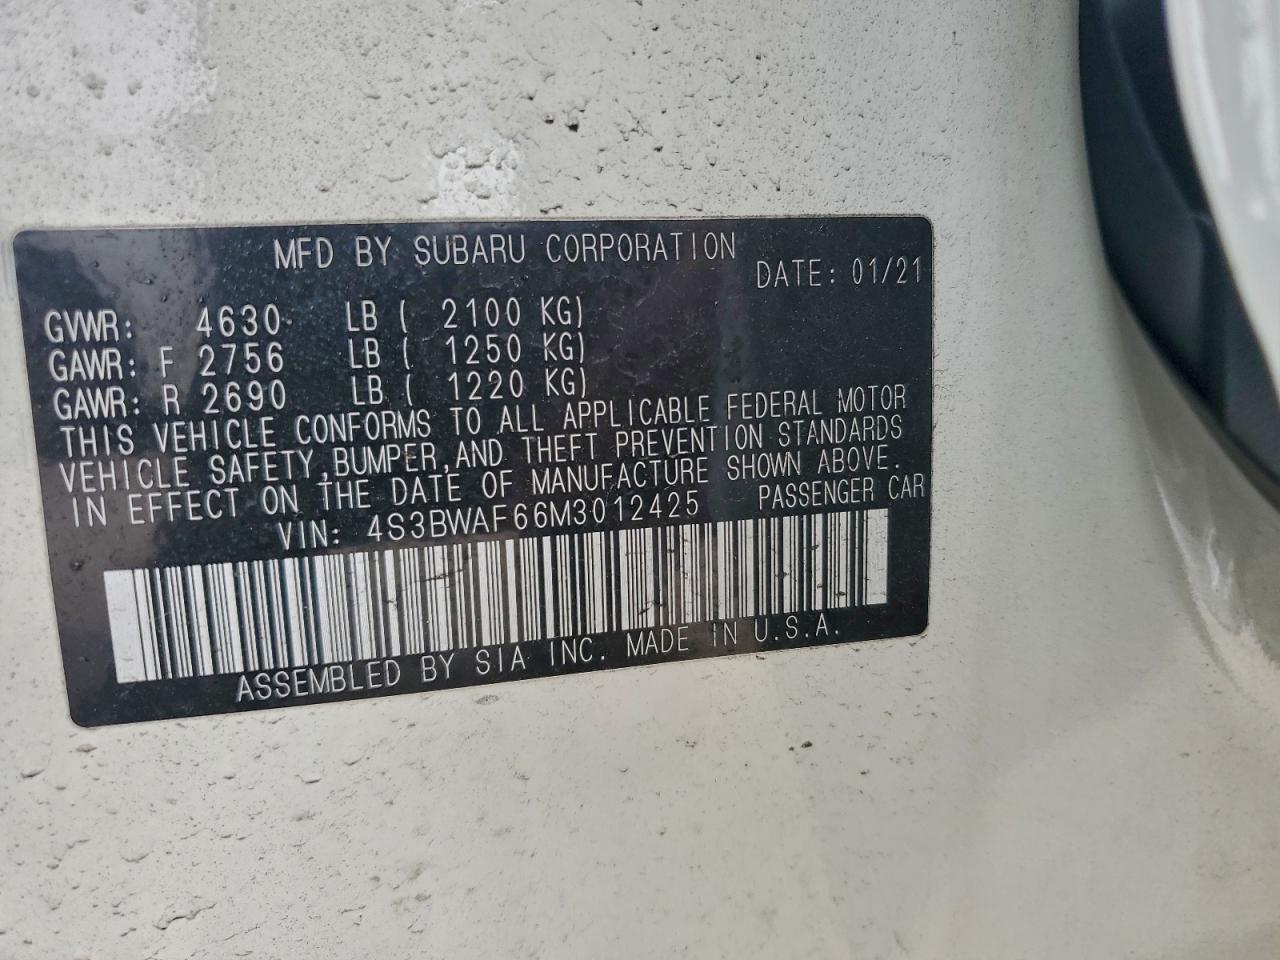 MFD BY SUBARU CORPORATION
DATE: 01/21
GVWR: 4630 LB ( 2100 KG)
GAWR: F 2756 LB ( 1250 KG)
GAWR: R 2690 LB ( 1220 KG)
THIS VEHICLE CONFORMS TO ALL APPLICABLE FEDERAL MOTOR
VEHICLE SAFETY, BUMPER, AND THEFT PREVENTION STANDARDS
IN EFFECT ON THE DATE OF MANUFACTURE SHOWN ABOVE.
VIN: 4S3BWAF66M3012425 PASSENGER CAR
ASSEMBLED BY SIA INC. MADE IN U.S.A.